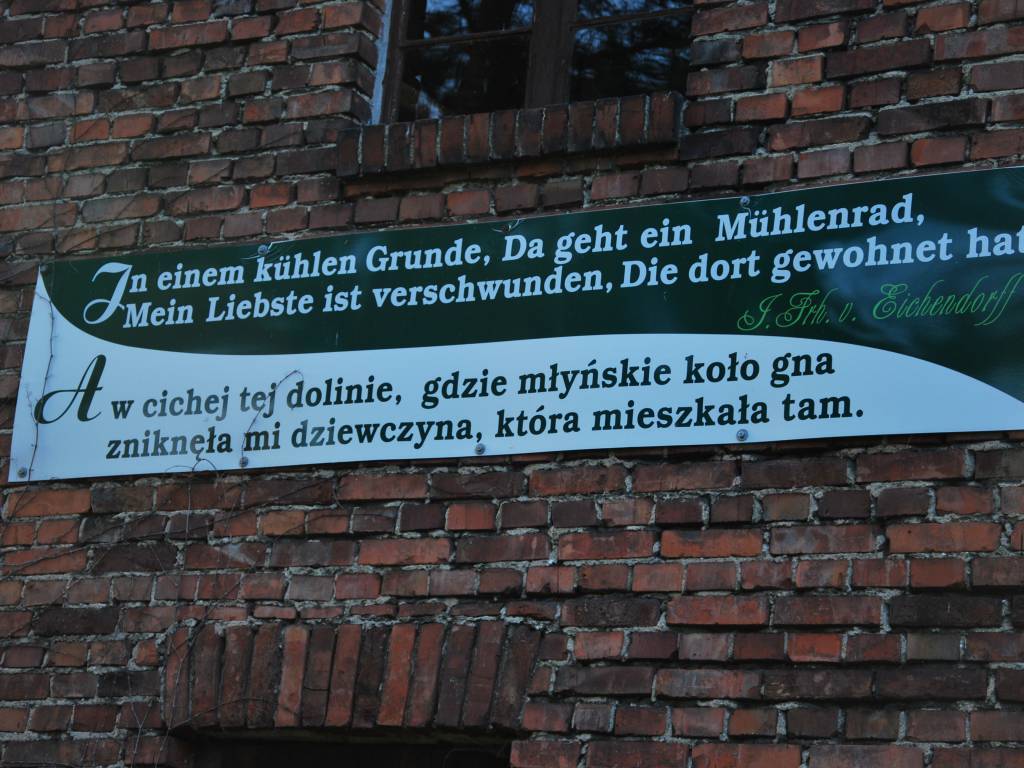 In einem kühlen Grunde, Da geht ein Mühlenrad,
Mein Liebste ist verschwunden, Die dort gewohnet hat
J. Frh. v. Eichendorff
A w cichej tej dolinie, gdzie młyńskie koło gna
zniknęła mi dziewczyna, która mieszkała tam.